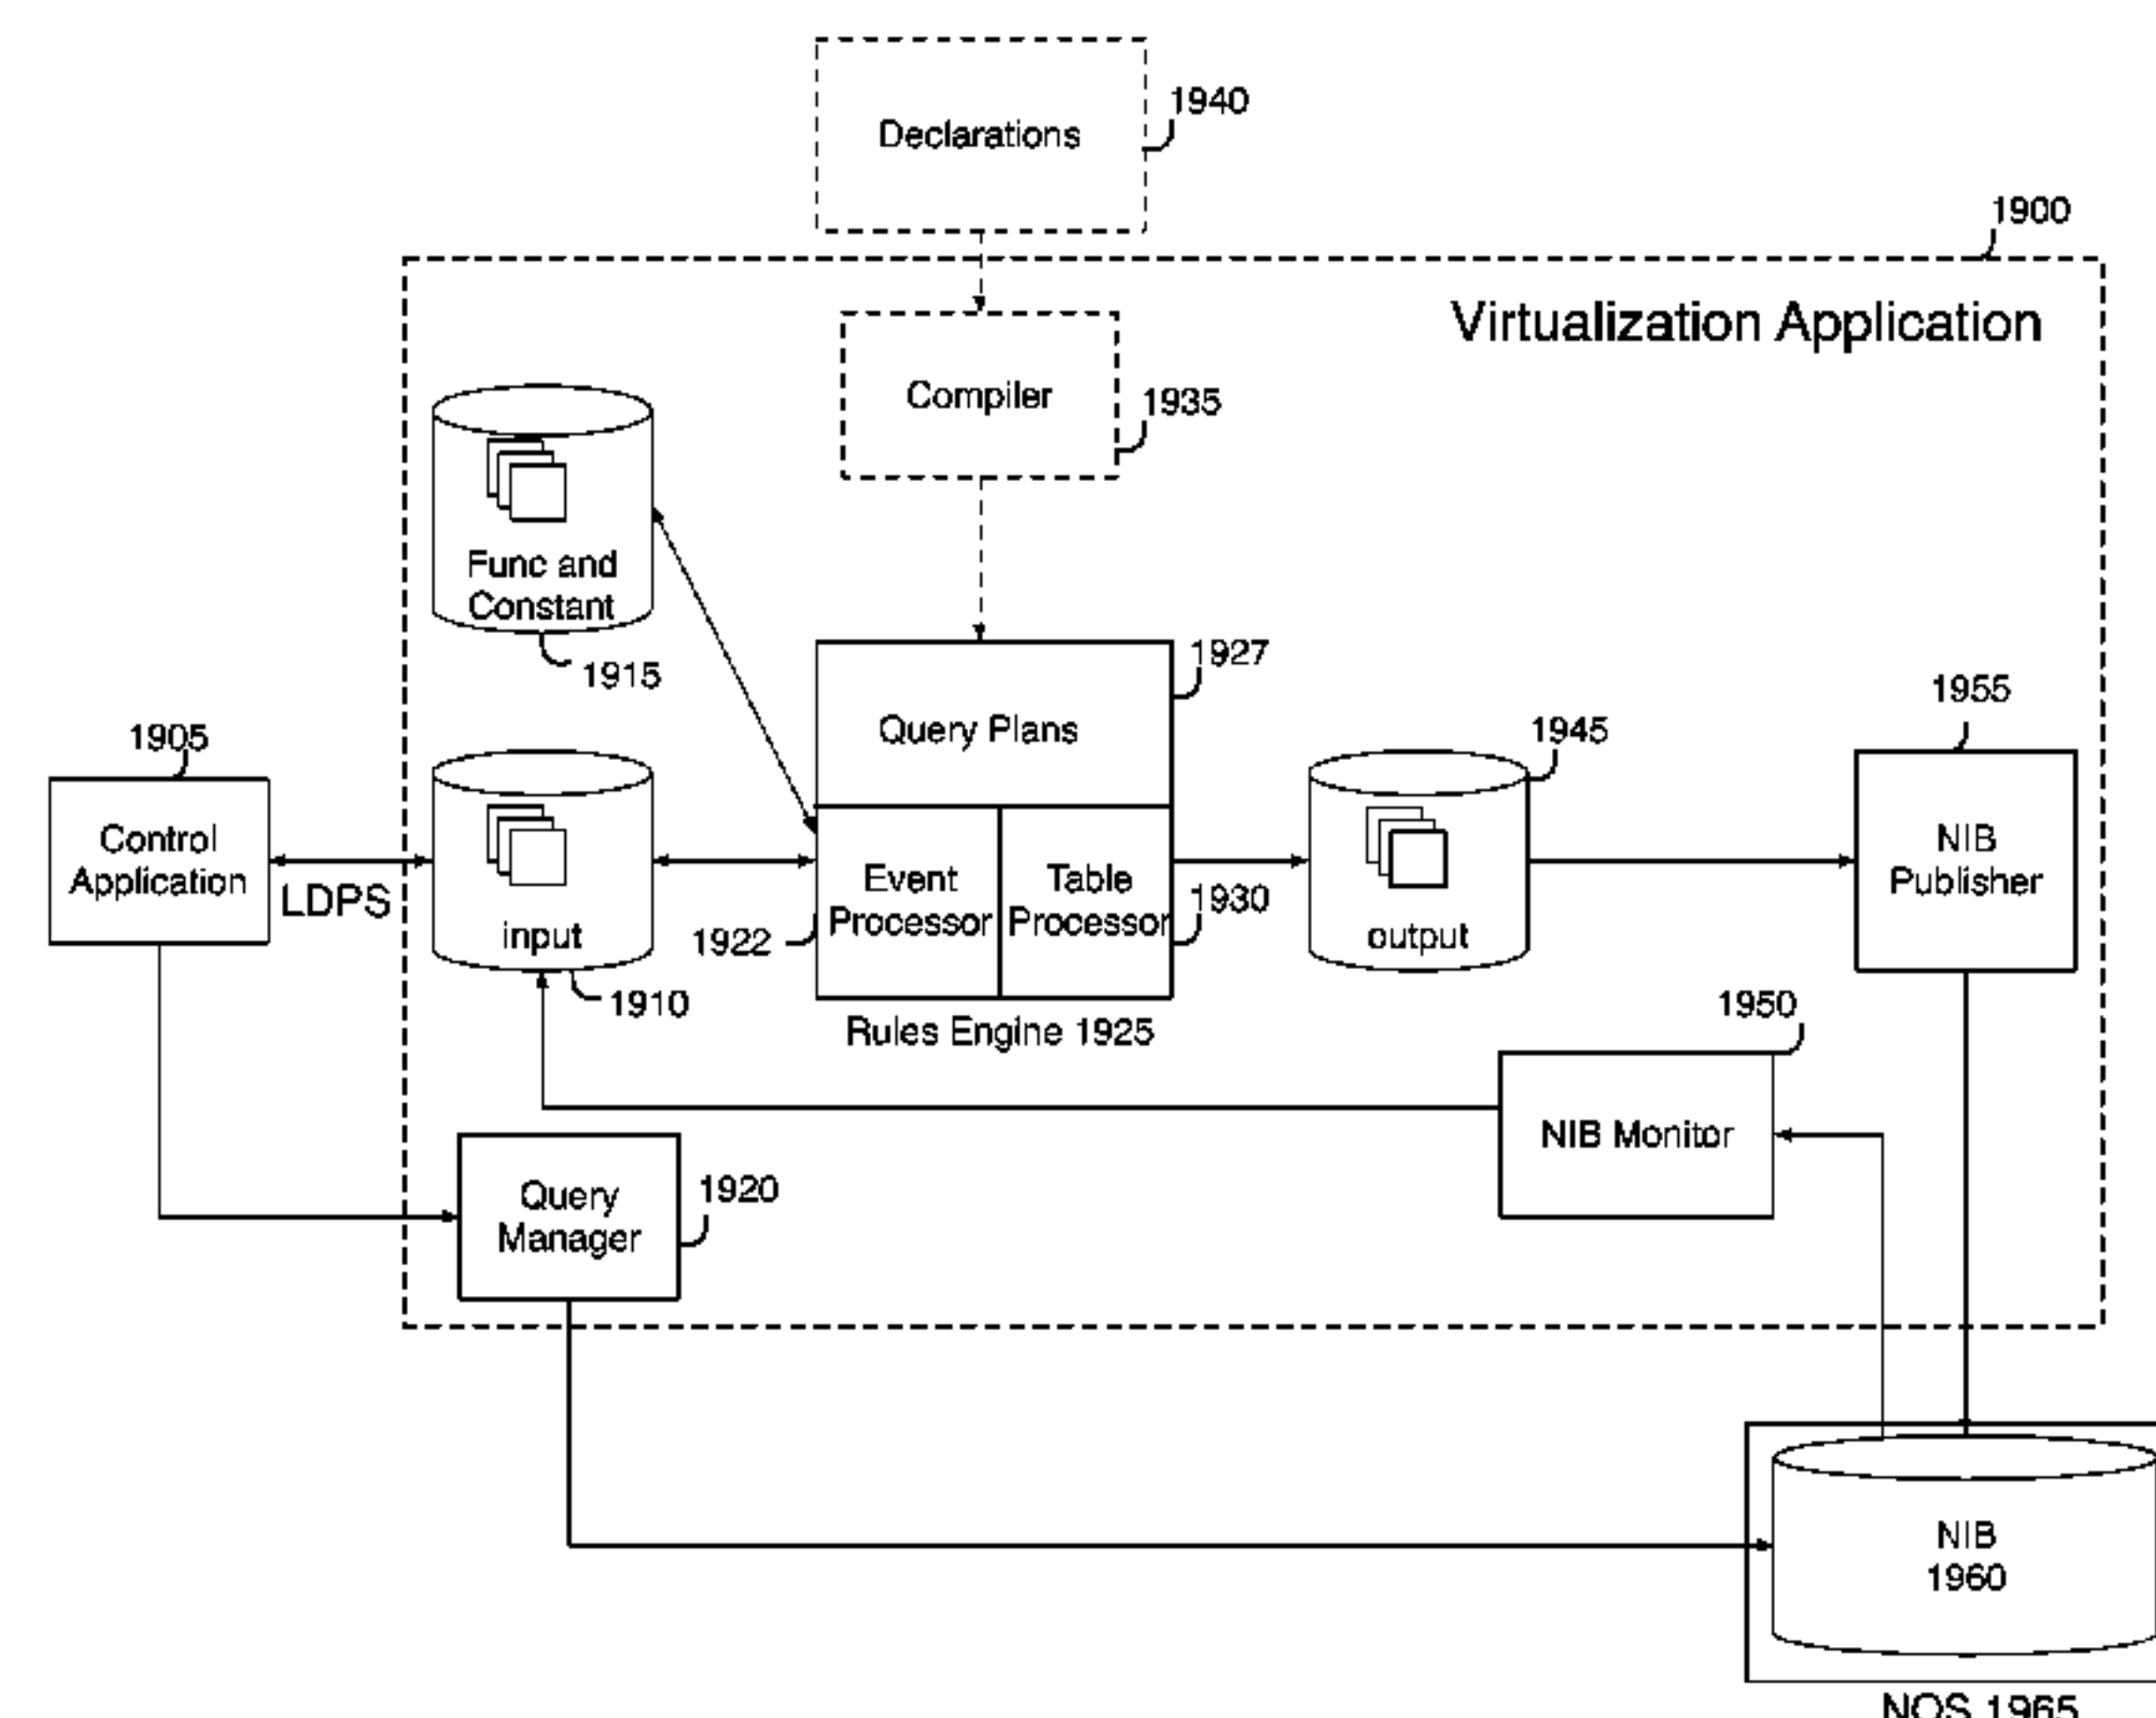 1940
Declarations
1900
Virtualization Application
Compiler
1935
Func and
Constant
1915
1927
Query Plans
1905
1955
1945
Control
Application
LDPS
input
1910
1922
Event
Processor
Table
Processor
1930
output
NIB
Publisher
Rules Engine 1925
1950
NIB Monitor
Query
Manager
1920
NIB
1960
NOS 1965